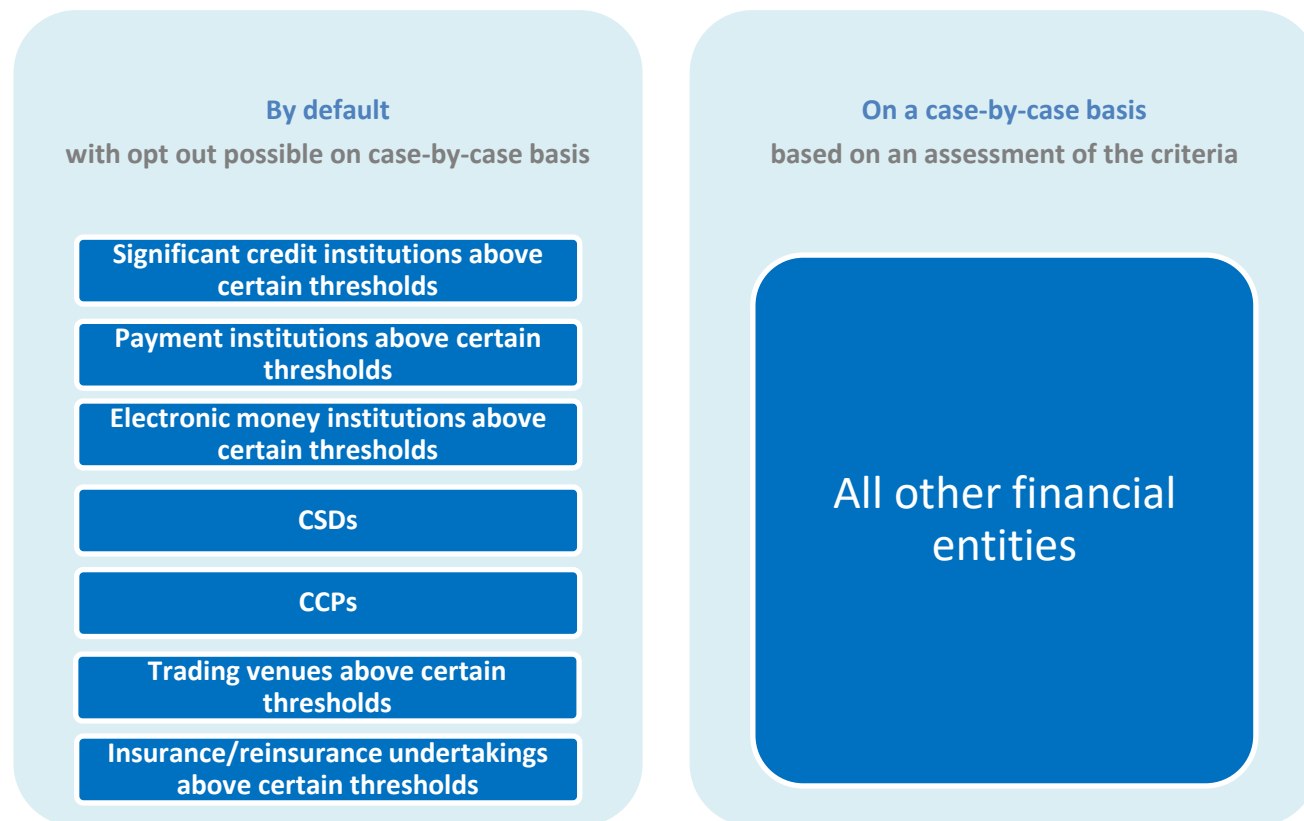 By default
with opt out possible on case-by-case basis
Significant credit institutions above
certain thresholds
Payment institutions above certain
thresholds
Electronic money institutions above
certain thresholds
CSDs
CCPs
Trading venues above certain
thresholds
Insurance/reinsurance undertakings
above certain thresholds
On a case-by-case basis
based on an assessment of the criteria
All other financial
entities